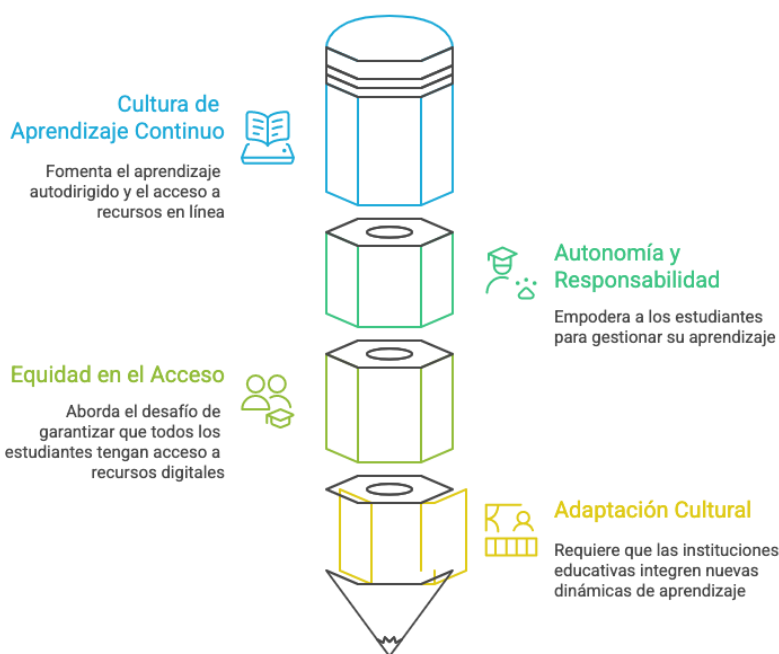 Cultura de
Aprendizaje Continuo
Fomenta el aprendizaje
autodirigido y el acceso a
recursos en línea
Autonomía y
Responsabilidad
Empodera a los estudiantes
para gestionar su aprendizaje
Equidad en el Acceso
Aborda el desafío de
garantizar que todos los
estudiantes tengan acceso a
recursos digitales
Adaptación Cultural
Requiere que las instituciones
educativas integren nuevas
dinámicas de aprendizaje